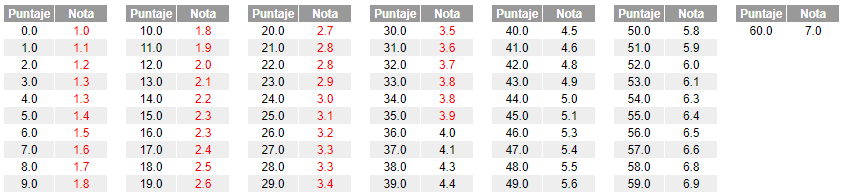 Puntaje Nota Puntaje Nota Puntaje Nota Puntaje Nota Puntaje Nota Puntaje Nota Puntaje Nota
0.0 1.0 10.0 1.8 20.0 2.7 30.0 3.5 40.0 4.5 50.0 5.8 60.0 7.0
1.0 1.1 11.0 1.9 21.0 2.8 31.0 3.6 41.0 4.6 51.0 5.9
2.0 1.2 12.0 2.0 22.0 2.8 32.0 3.7 42.0 4.8 52.0 6.0
3.0 1.3 13.0 2.1 23.0 2.9 33.0 3.8 43.0 4.9 53.0 6.1
4.0 1.3 14.0 2.2 24.0 3.0 34.0 3.8 44.0 5.0 54.0 6.3
5.0 1.4 15.0 2.3 25.0 3.1 35.0 3.9 45.0 5.1 55.0 6.4
6.0 1.5 16.0 2.3 26.0 3.2 36.0 4.0 46.0 5.3 56.0 6.5
7.0 1.6 17.0 2.4 27.0 3.3 37.0 4.1 47.0 5.4 57.0 6.6
8.0 1.7 18.0 2.5 28.0 3.3 38.0 4.3 48.0 5.5 58.0 6.8
9.0 1.8 19.0 2.6 29.0 3.4 39.0 4.4 49.0 5.6 59.0 6.9